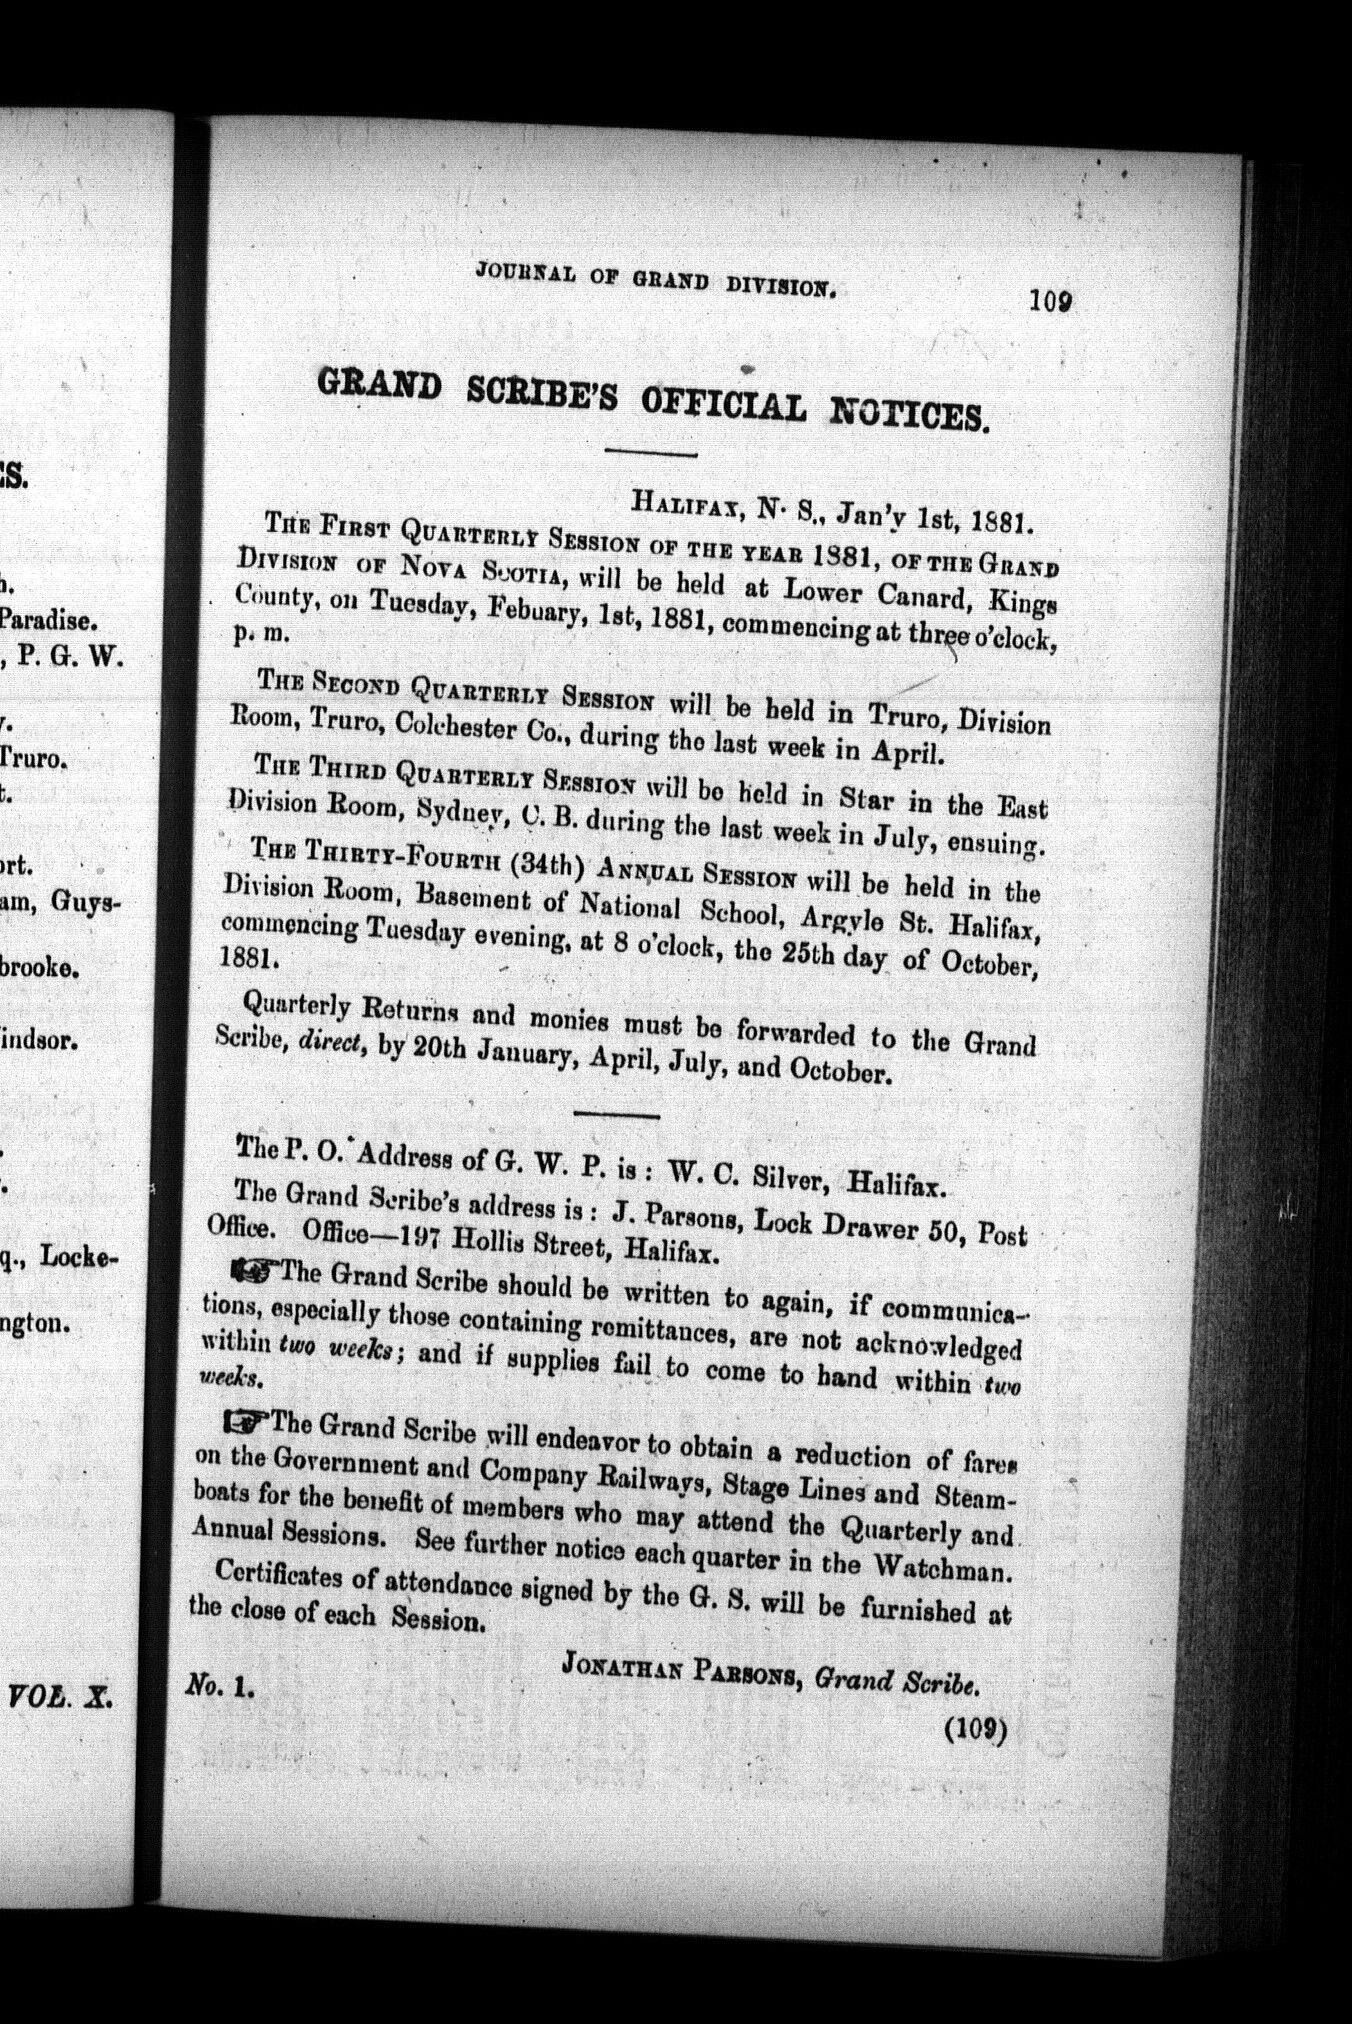 ES.
h.
Paradise.
, P. G. W.
y.
Truro.
t.
ort.
am, Guys-
brooke.
indsor.
q., Locke-
ngton.
VOL. X.
JOURNAL OF GRAND DIVISION.
109
GRAND SCRIBE'S OFFICIAL NOTICES.
HALIFAX, N. S., Jan'y 1st, 1881.
THE FIRST QUARTERLY SESSION OF THE YEAR 1881, OF THE GRAND
DIVISION OF NOVA SCOTIA, will be held at Lower Canard, Kings
County, on Tuesday, Febuary, 1st, 1881, commencing at three o'clock,
p. m.
THE SECOND QUARTERLY SESSION will be held in Truro, Division
Room, Truro, Colchester Co., during the last week in April.
THE THIRD QUARTERLY SESSION will be held in Star in the East
Division Room, Sydney, C. B. during the last week in July, ensuing.
THE THIRTY-FOURTH (34th) ANNUAL SESSION will be held in the
Division Room, Basement of National School, Argyle St. Halifax,
commencing Tuesday evening, at 8 o'clock, the 25th day of October,
1881.
Quarterly Returns and monies must be forwarded to the Grand
Scribe, direct, by 20th January, April, July, and October.
The P. O. Address of G. W. P. is : W. C. Silver, Halifax.
The Grand Scribe's address is : J. Parsons, Lock Drawer 50, Post
Office. Office—197 Hollis Street, Halifax.
☞The Grand Scribe should be written to again, if communica-
tions, especially those containing remittances, are not acknowledged
within two weeks ; and if supplies fail to come to hand within two
weeks.
☞The Grand Scribe will endeavor to obtain a reduction of fares
on the Government and Company Railways, Stage Lines and Steam-
boats for the benefit of members who may attend the Quarterly and
Annual Sessions. See further notice each quarter in the Watchman.
Certificates of attendance signed by the G. S. will be furnished at
the close of each Session.
JONATHAN PARSONS, Grand Scribe.
No. 1.
(109)